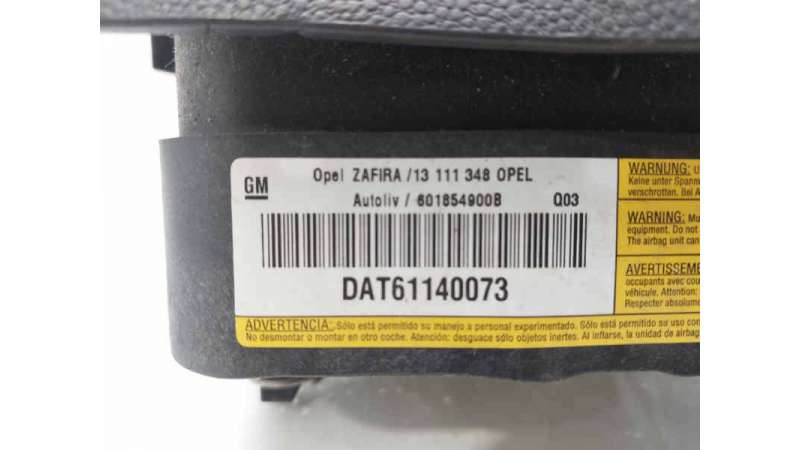 GM
Opel ZAFIRA /13 111 348 OPEL
Autoliv / 601854900B Q03
DAT61140073
WARNUNG: U
Keine unter Spann
verschrotten. Bei A
WARNING: Mu
equipment. Do not
The airbag unit can
AVERTISSEME
occupants avec cou
véhicule. Attention:
Respecter absolume
ADVERTENCIA: Sólo está permitido su manejo a personal experimentado. Sólo está permitido su uso con
No desmontar o montar en otro coche. Atención: desguace sólo objetos inertes. Al inflarse, la unidad de airbag